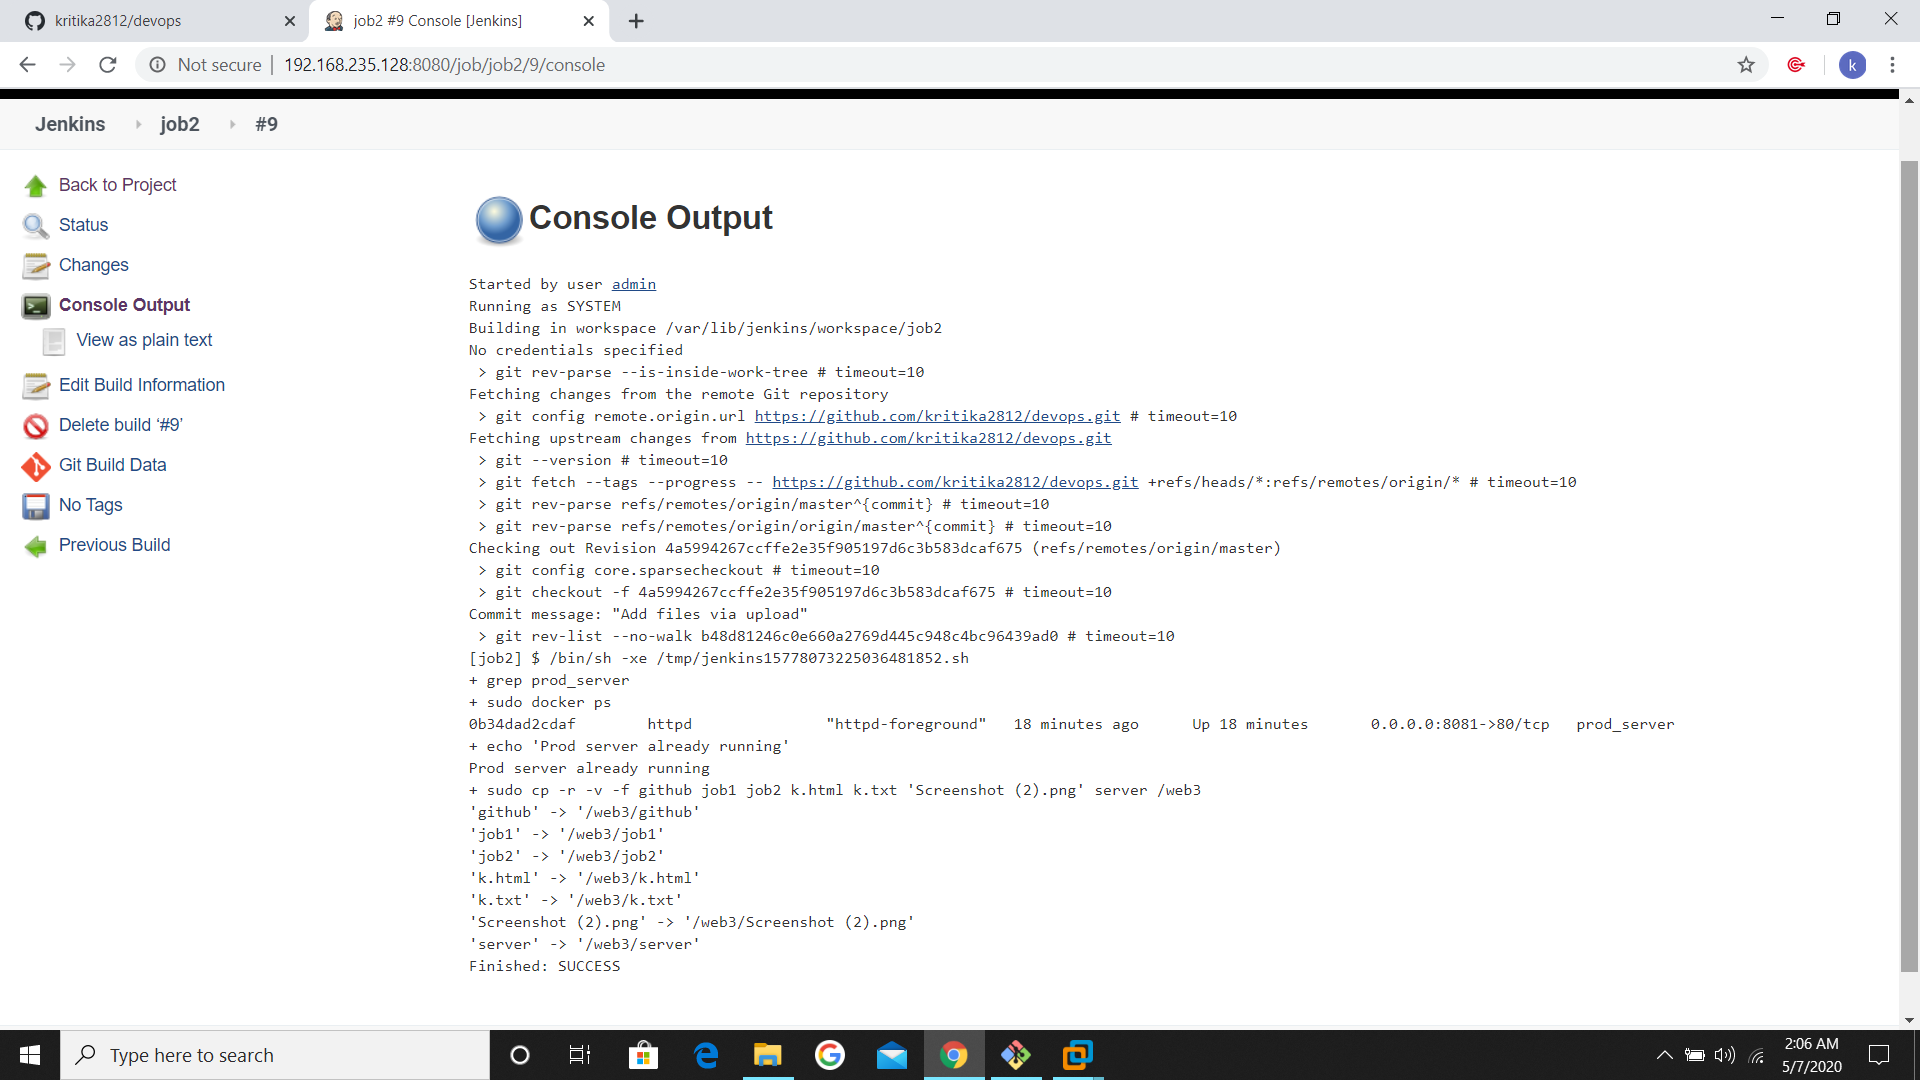 kritika2812/devops
job2 #9 Console [Jenkins]
Not secure
192.168.235.128:8080/job/job2/9/console
k
Jenkins
job2
#9
Back to Project
Status
Changes
Console Output
View as plain text
Edit Build Information
Delete build ‘#9’
Git Build Data
No Tags
Previous Build
Console Output
Started by user admin
Running as SYSTEM
Building in workspace /var/lib/jenkins/workspace/job2
No credentials specified
 > git rev-parse --is-inside-work-tree # timeout=10
Fetching changes from the remote Git repository
 > git config remote.origin.url https://github.com/kritika2812/devops.git # timeout=10
Fetching upstream changes from https://github.com/kritika2812/devops.git
 > git --version # timeout=10
 > git fetch --tags --progress -- https://github.com/kritika2812/devops.git +refs/heads/*:refs/remotes/origin/* # timeout=10
 > git rev-parse refs/remotes/origin/master^{commit} # timeout=10
 > git rev-parse refs/remotes/origin/origin/master^{commit} # timeout=10
Checking out Revision 4a5994267ccffe2e35f905197d6c3b583dcaf675 (refs/remotes/origin/master)
 > git config core.sparsecheckout # timeout=10
 > git checkout -f 4a5994267ccffe2e35f905197d6c3b583dcaf675 # timeout=10
Commit message: "Add files via upload"
 > git rev-list --no-walk b48d81246c0e660a2769d445c948c4bc96439ad0 # timeout=10
[job2] $ /bin/sh -xe /tmp/jenkins15778073225036481852.sh
+ grep prod_server
+ sudo docker ps
0b34dad2cdaf        httpd               "httpd-foreground"   18 minutes ago      Up 18 minutes       0.0.0.0:8081->80/tcp   prod_server
+ echo 'Prod server already running'
Prod server already running
+ sudo cp -r -v -f github job1 job2 k.html k.txt 'Screenshot (2).png' server /web3
'github' -> '/web3/github'
'job1' -> '/web3/job1'
'job2' -> '/web3/job2'
'k.html' -> '/web3/k.html'
'k.txt' -> '/web3/k.txt'
'Screenshot (2).png' -> '/web3/Screenshot (2).png'
'server' -> '/web3/server'
Finished: SUCCESS
Type here to search
2:06 AM
5/7/2020